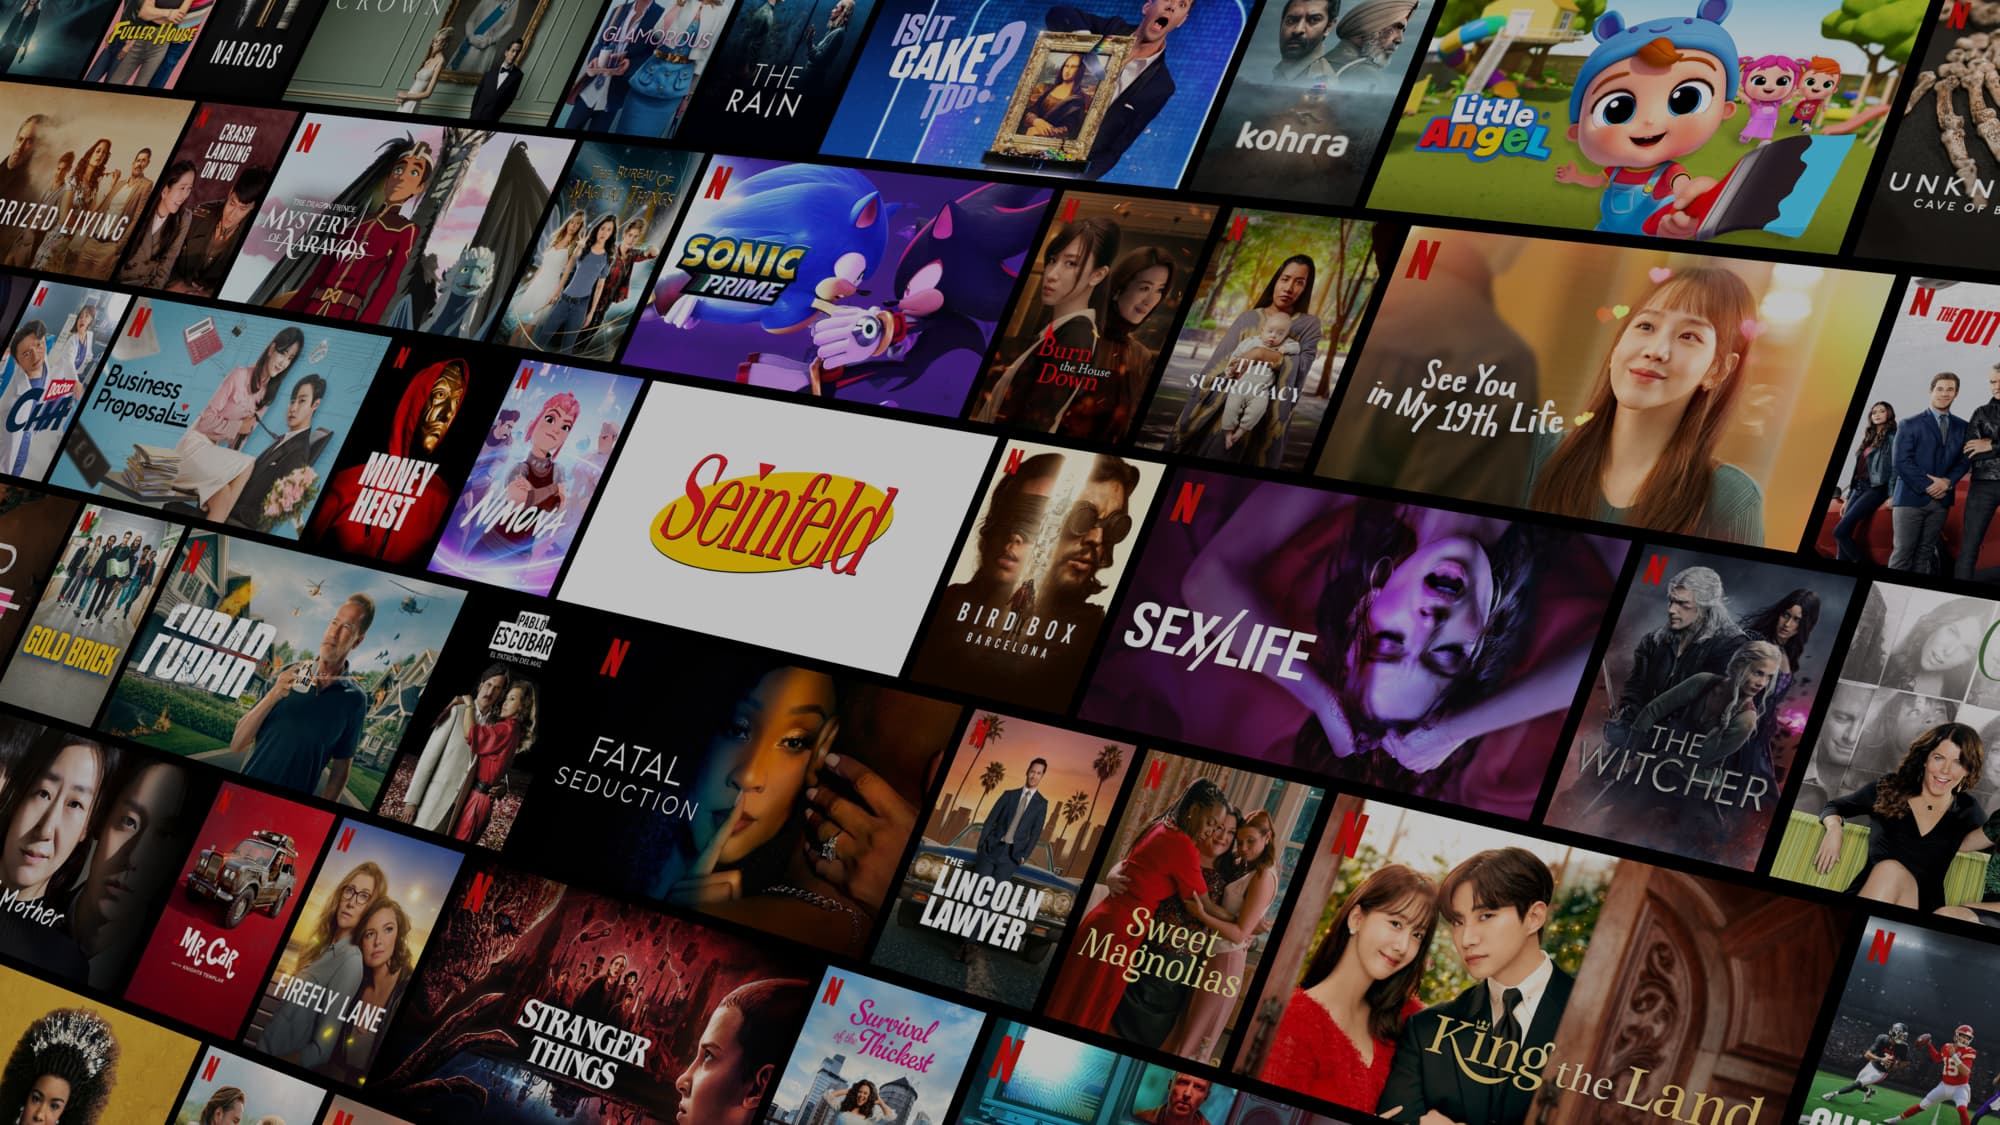 FULLER HOUSE
NARCOS
CROWN
GLAMOROUS
THE
RAIN
IS IT
CAKE?
TOO?
kohrra
Little
Angel
UNKN
CAVE OF B
ORIZED LIVING
CRASH
LANDING
ON YOU
THE DRAGON PRINCE
MYSTERY
OF AARAVOS
THE BUREAU OF
MAGICAL THINGS
SONIC
PRIME
Burn
the House
Down
THE
SURROGACY
See You
in My 19th Life
THE OUT
Doctor
CHA
Business
Proposal
CEO
MONEY
HEIST
NIMONA
Seinfeld
BIRD BOX
BARCELONA
SEX/LIFE
THE
WITCHER
GOLD BRICK
PABLO
ESCOBAR
EL PATRÓN DEL MAL
FATAL
SEDUCTION
THE
LINCOLN
LAWYER
Sweet
Magnolias
King the Land
Mother
MR. CAR
AND THE KNIGHTS TEMPLAR
FIREFLY LANE
STRANGER
THINGS
Survival
of the Thickest
15